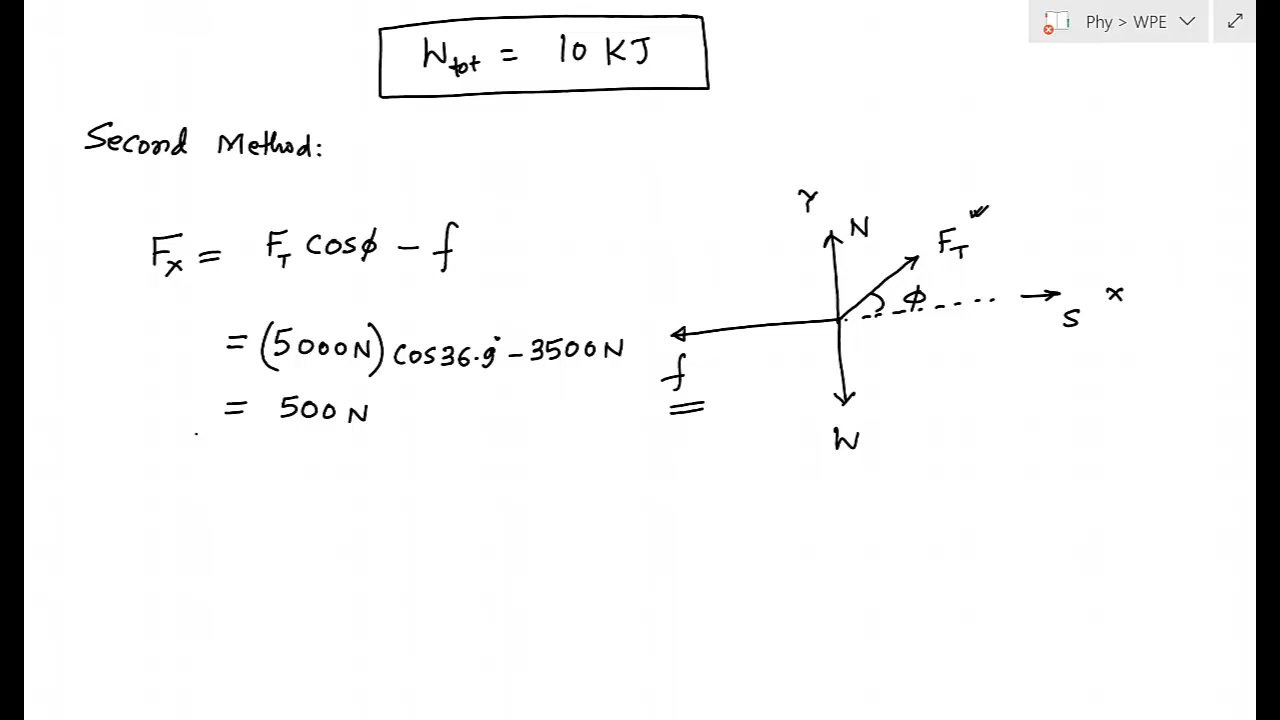 Phy > WPE
W_tot = 10 KJ
Second Method:
F_x = F_T cosϕ - f
= (5000N) cos36.9° - 3500N
= 500 N
Y
N
F_T
ϕ
S
x
f
W